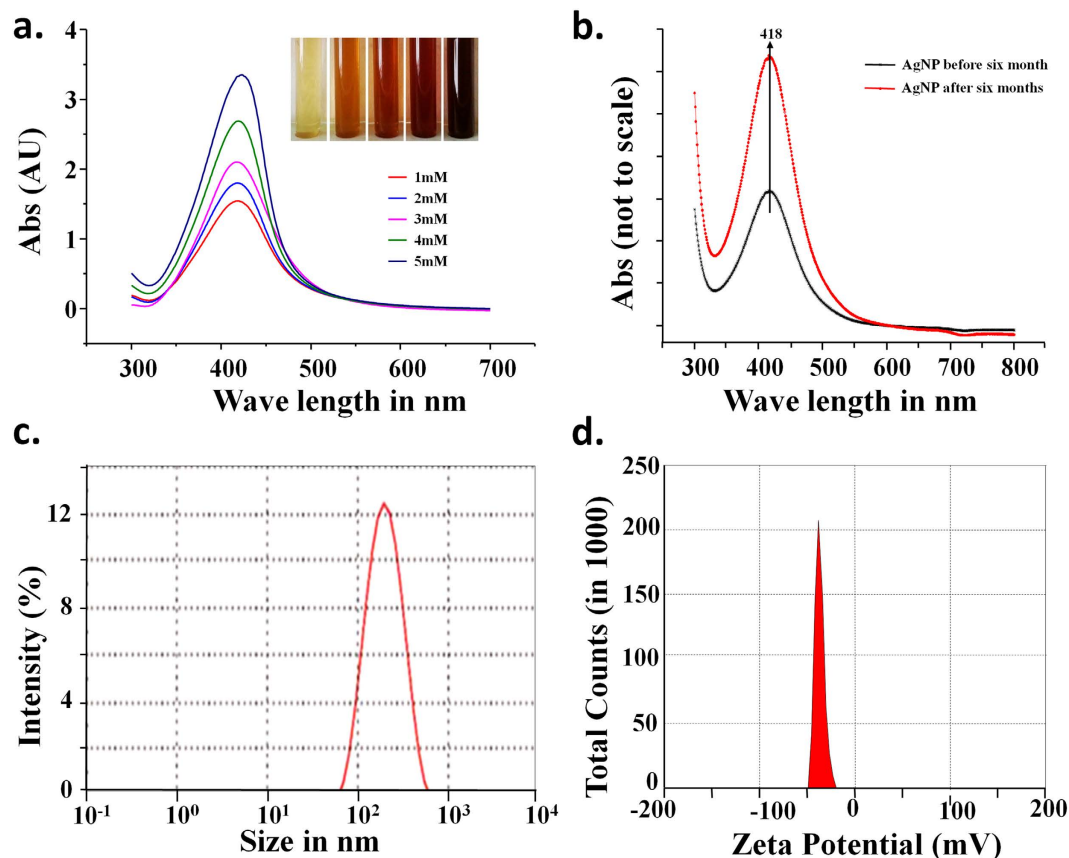 a.
Abs (AU)
4
3
2
1
0
1mM
2mM
3mM
4mM
5mM
300 400 500 600 700
Wave length in nm
b.
Abs (not to scale)
418
AgNP before six month
AgNP after six months
300 400 500 600 700 800
Wave length in nm
c.
Intensity (%)
12
8
4
0
10-1 100 101 102 103 104
Size in nm
d.
Total Counts (in 1000)
250
200
150
100
50
0
-200 -100 0 100 200
Zeta Potential (mV)